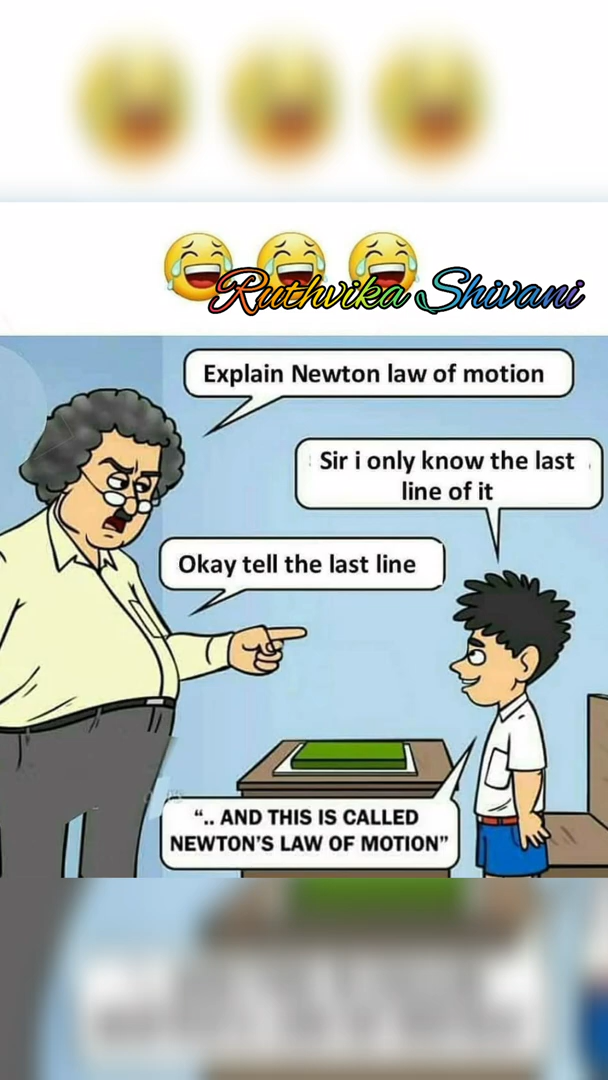 Ruthvika Shivani
Explain Newton law of motion
Sir i only know the last
line of it
Okay tell the last line
“.. AND THIS IS CALLED
NEWTON’S LAW OF MOTION”